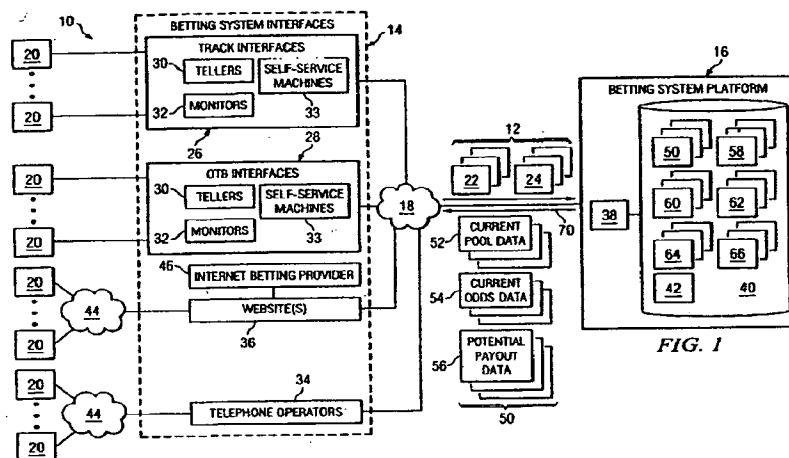 BETTING SYSTEM INTERFACES
10
14
TRACK INTERFACES
20
30
TELLERS
SELF-SERVICE
MACHINES
32
MONITORS
33
20
26
28
16
BETTING SYSTEM PLATFORM
OTB INTERFACES
20
30
TELLERS
SELF-SERVICE
MACHINES
32
MONITORS
33
20
12
22
24
18
70
38
50
58
60
62
64
66
42
40
52
CURRENT
POOL DATA
54
CURRENT
ODDS DATA
56
POTENTIAL
PAYOUT
DATA
50
46
INTERNET BETTING PROVIDER
20
44
WEBSITE(S)
36
20
20
44
34
TELEPHONE OPERATORS
20
FIG. 1